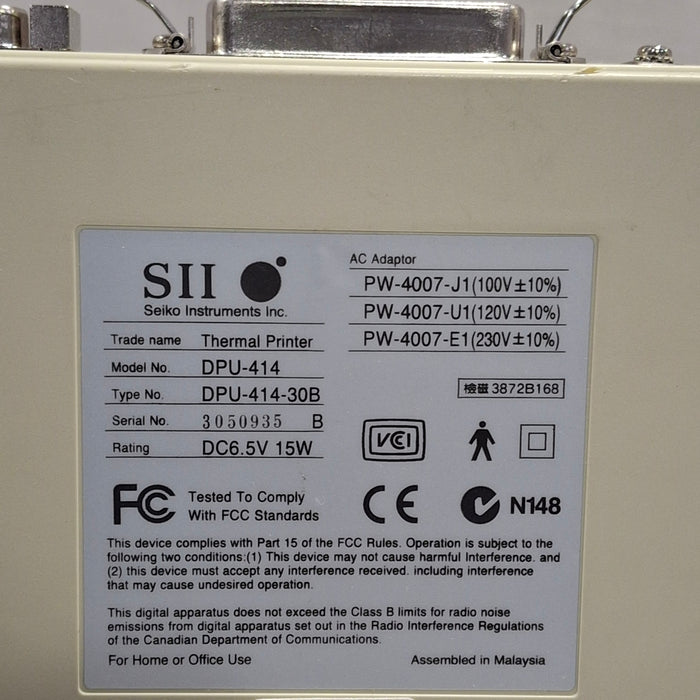 SII
Seiko Instruments Inc.
Trade name Thermal Printer
Model No. DPU-414
Type No. DPU-414-30B
Serial No. 3050935 B
Rating DC6.5V 15W
AC Adaptor
PW-4007-J1(100V±10%)
PW-4007-U1(120V±10%)
PW-4007-E1(230V±10%)
檢磁 3872B168
VCI
FC Tested To Comply
With FCC Standards
CE
N148
This device complies with Part 15 of the FCC Rules. Operation is subject to the
following two conditions:(1) This device may not cause harmful Interference. and
(2) this device must accept any interference received. including interference
that may cause undesired operation.
This digital apparatus does not exceed the Class B limits for radio noise
emissions from digital apparatus set out in the Radio Interference Regulations
of the Canadian Department of Communications.
For Home or Office Use
Assembled in Malaysia